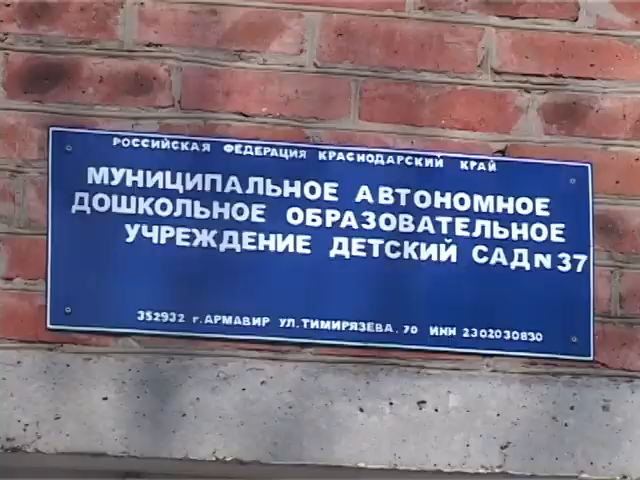 РОССИЙСКАЯ ФЕДЕРАЦИЯ КРАСНОДАРСКИЙ КРАЙ
МУНИЦИПАЛЬНОЕ АВТОНОМНОЕ
ДОШКОЛЬНОЕ ОБРАЗОВАТЕЛЬНОЕ
УЧРЕЖДЕНИЕ ДЕТСКИЙ САД N 37
352932 г. АРМАВИР УЛ. ТИМИРЯЗЕВА. 70 ИНН 2302030830